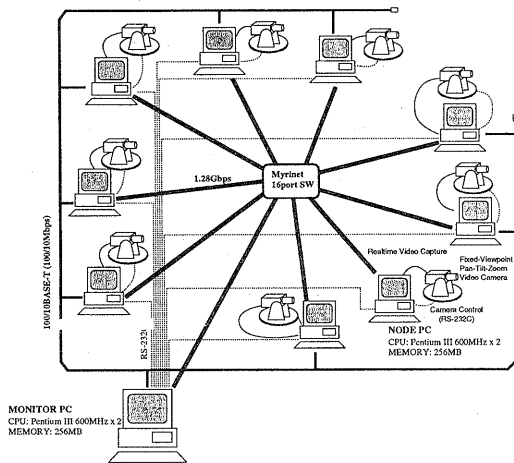 Myrinet
16port SW
1.28Gbps
100/10BASE-T (100/10Mbps)
Realtime Video Capture
Fixed-Viewpoint
Pan-Tilt-Zoom
Video Camera
Camera Control
(RS-232C)
NODE PC
CPU: Pentium III 600MHz x 2
MEMORY: 256MB
RS-232C
MONITOR PC
CPU: Pentium III 600MHz x 2
MEMORY: 256MB